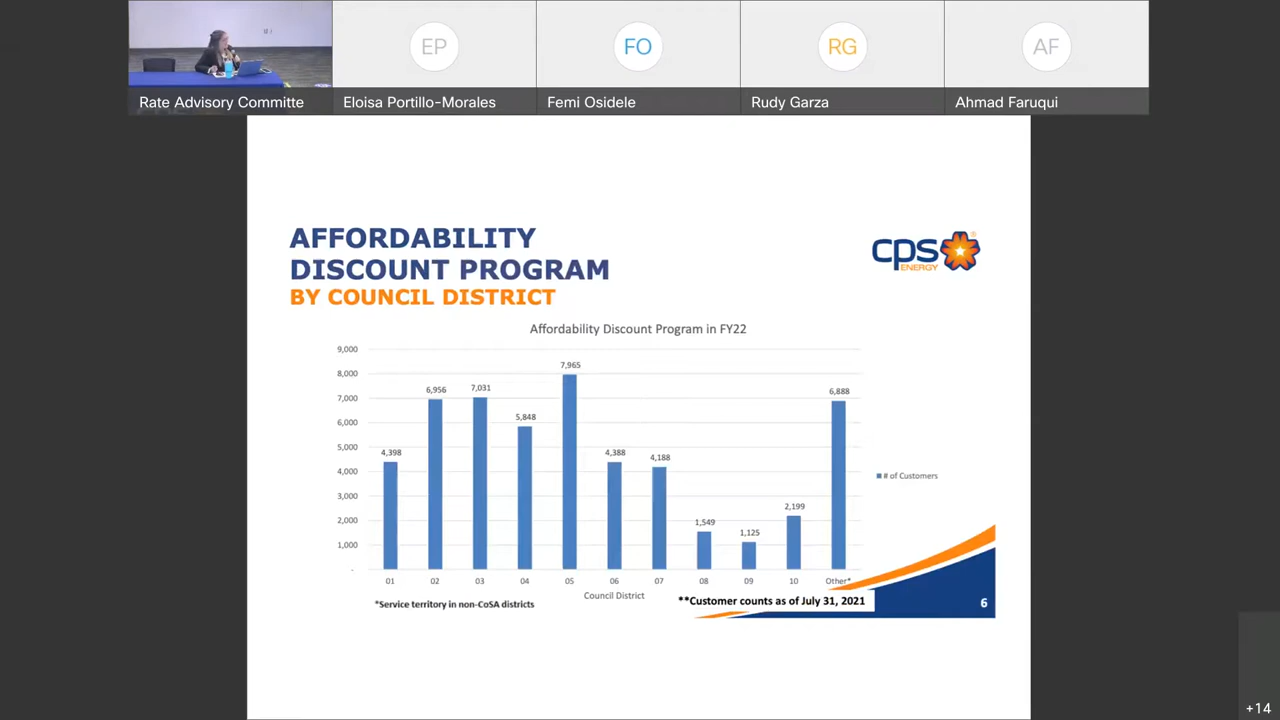 EP
FO
RG
AF
Rate Advisory Committe
Eloisa Portillo-Morales
Femi Osidele
Rudy Garza
Ahmad Faruqui
AFFORDABILITY
DISCOUNT PROGRAM
BY COUNCIL DISTRICT
cps
ENERGY
®
Affordability Discount Program in FY22
9,000
8,000
7,000
6,000
5,000
4,000
3,000
2,000
1,000
-
4,398
6,956
7,031
5,848
7,965
4,388
4,188
1,549
1,125
2,199
6,888
# of Customers
01 02 03 04 05 06 07 08 09 10 Other*
Council District
*Service territory in non-CoSA districts
**Customer counts as of July 31, 2021
6
+14